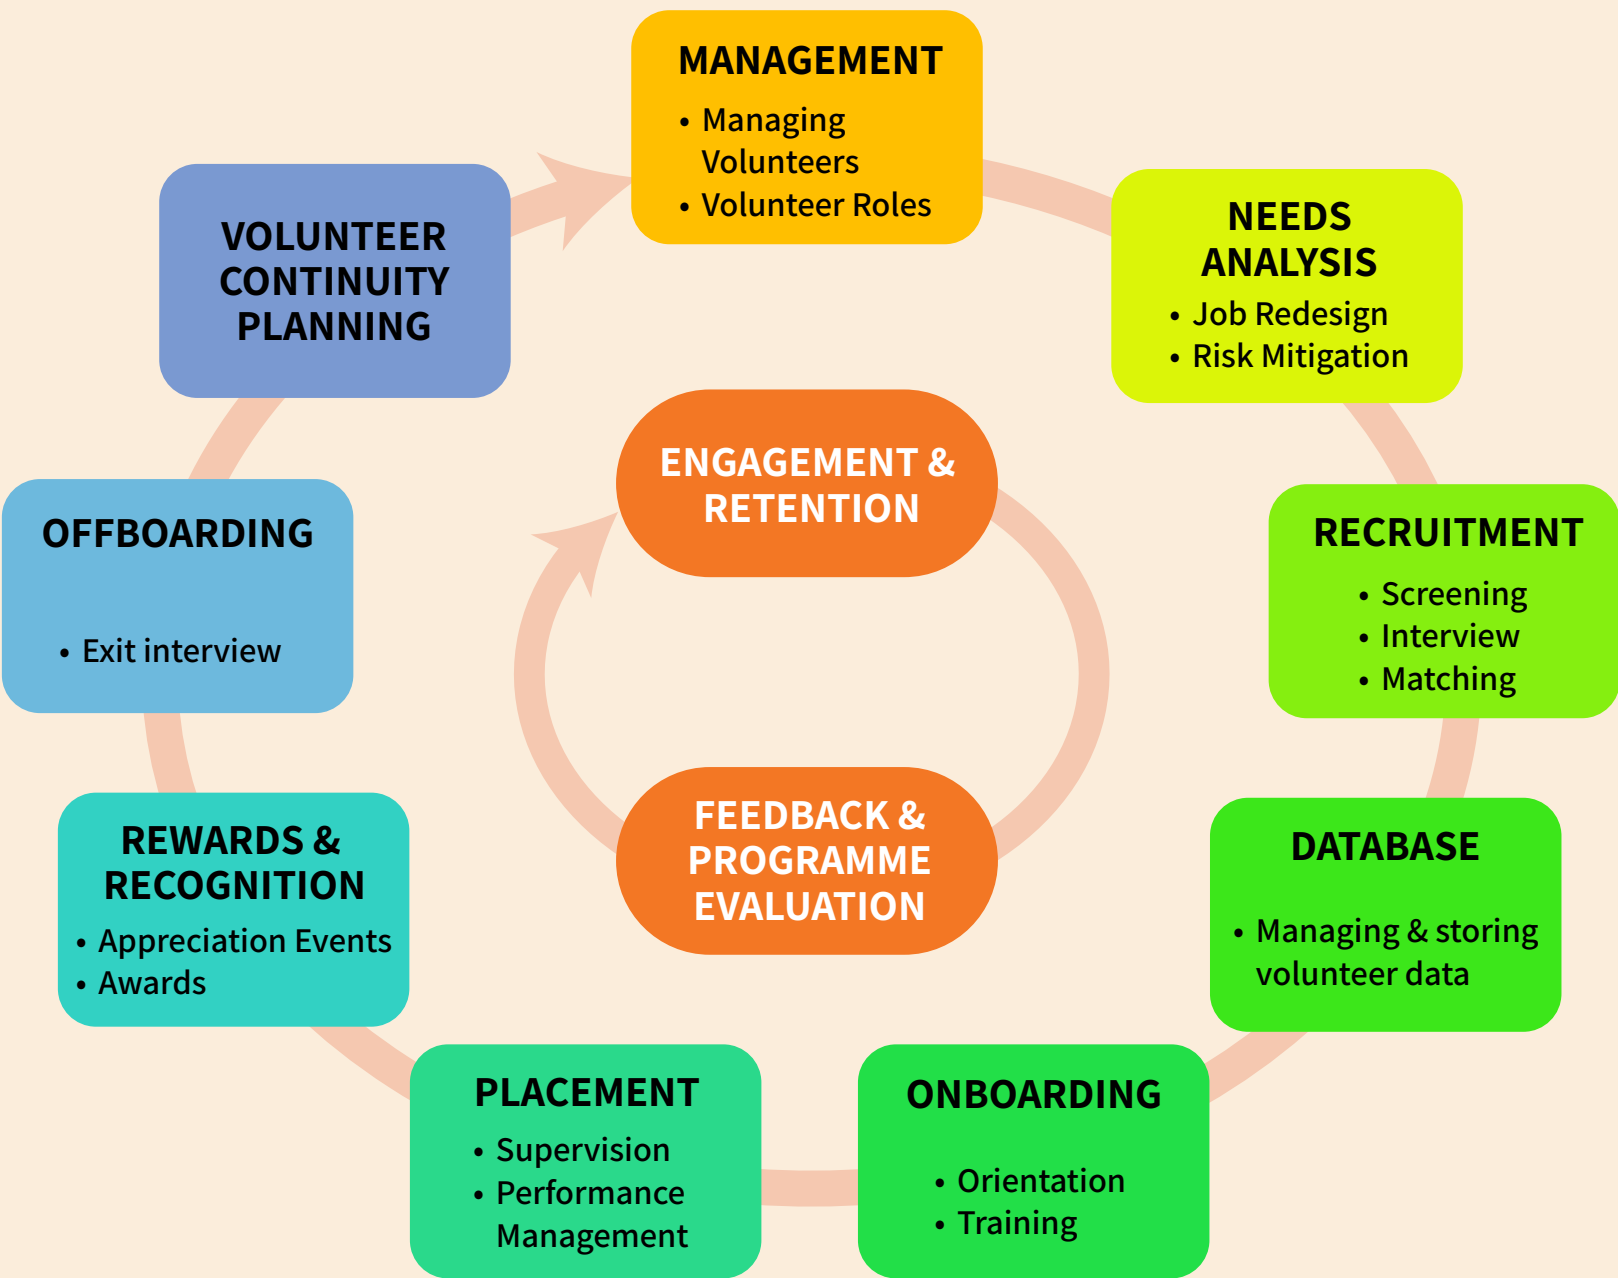 MANAGEMENT
• Managing
Volunteers
• Volunteer Roles
NEEDS
ANALYSIS
• Job Redesign
• Risk Mitigation
RECRUITMENT
• Screening
• Interview
• Matching
DATABASE
• Managing & storing
volunteer data
ONBOARDING
• Orientation
• Training
PLACEMENT
• Supervision
• Performance
Management
REWARDS &
RECOGNITION
• Appreciation Events
• Awards
OFFBOARDING
• Exit interview
VOLUNTEER
CONTINUITY
PLANNING
ENGAGEMENT &
RETENTION
FEEDBACK &
PROGRAMME
EVALUATION